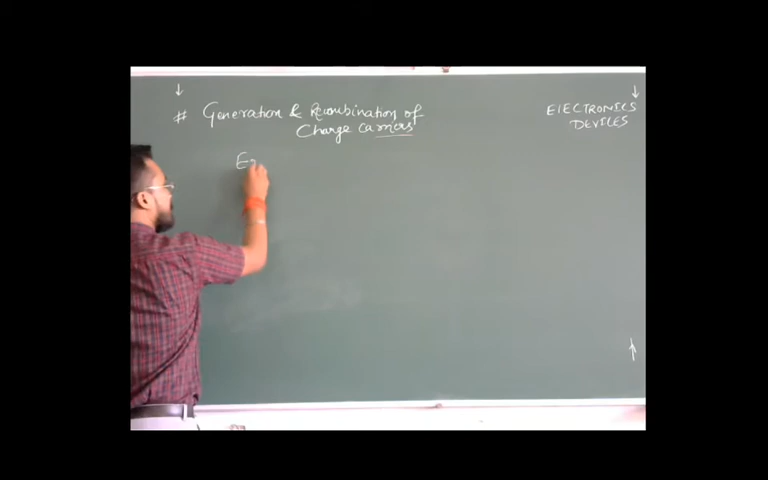 # Generation & Recombination of
Charge carriers
ELECTRONICS
DEVICES